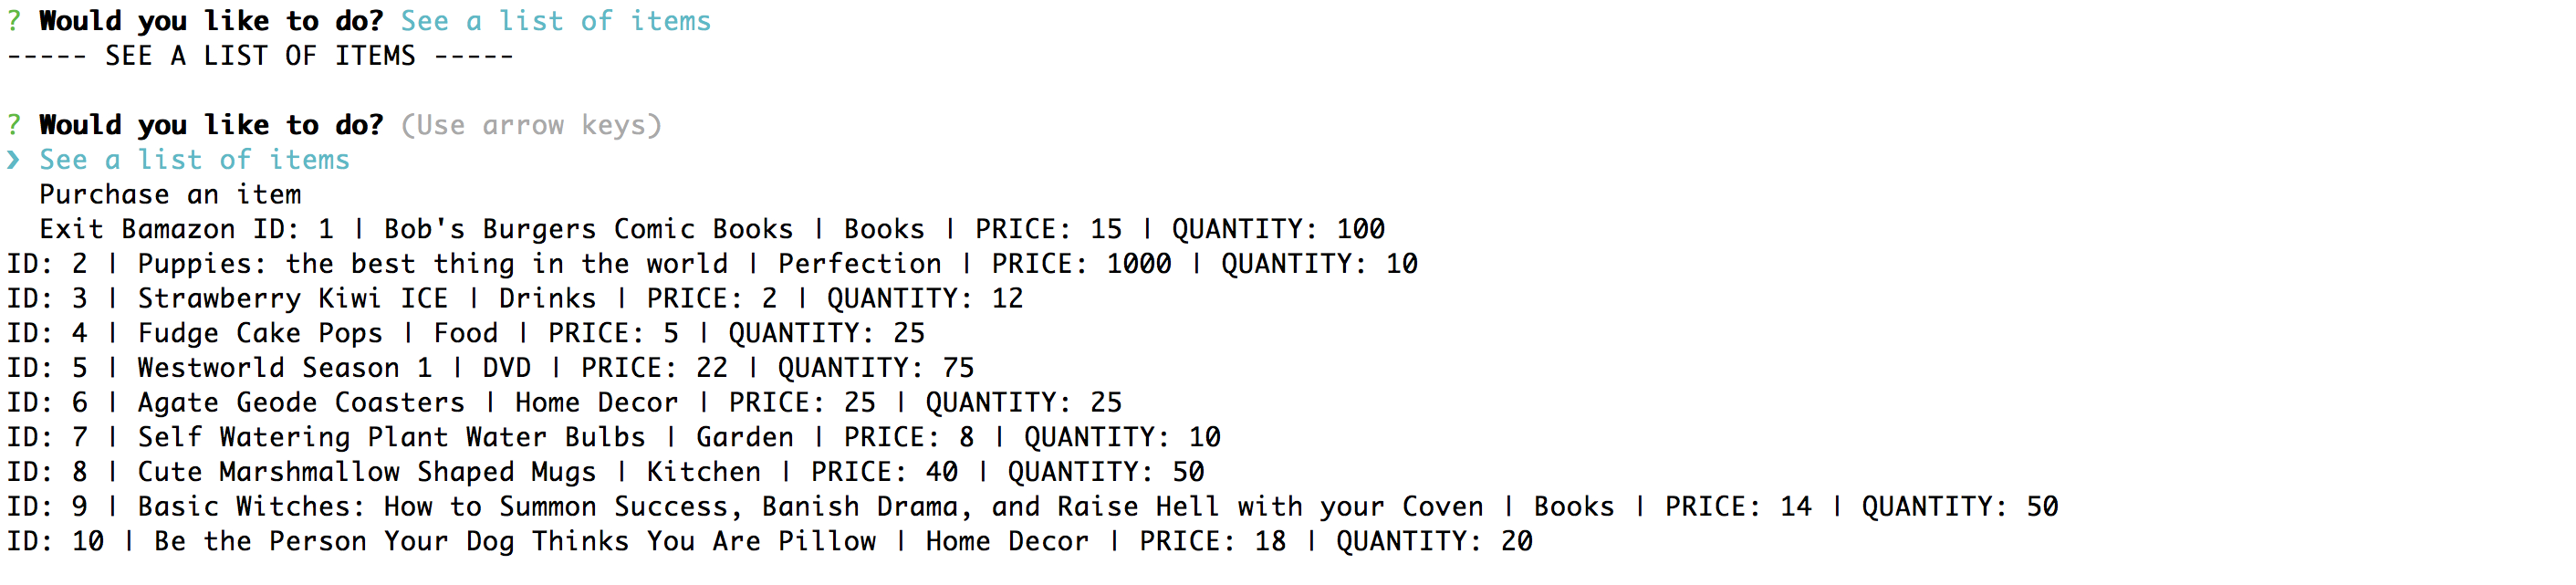 ? Would you like to do? See a list of items
----- SEE A LIST OF ITEMS -----
? Would you like to do? (Use arrow keys)
❯ See a list of items
Purchase an item
Exit Bamazon ID: 1 | Bob's Burgers Comic Books | Books | PRICE: 15 | QUANTITY: 100
ID: 2 | Puppies: the best thing in the world | Perfection | PRICE: 1000 | QUANTITY: 10
ID: 3 | Strawberry Kiwi ICE | Drinks | PRICE: 2 | QUANTITY: 12
ID: 4 | Fudge Cake Pops | Food | PRICE: 5 | QUANTITY: 25
ID: 5 | Westworld Season 1 | DVD | PRICE: 22 | QUANTITY: 75
ID: 6 | Agate Geode Coasters | Home Decor | PRICE: 25 | QUANTITY: 25
ID: 7 | Self Watering Plant Water Bulbs | Garden | PRICE: 8 | QUANTITY: 10
ID: 8 | Cute Marshmallow Shaped Mugs | Kitchen | PRICE: 40 | QUANTITY: 50
ID: 9 | Basic Witches: How to Summon Success, Banish Drama, and Raise Hell with your Coven | Books | PRICE: 14 | QUANTITY: 50
ID: 10 | Be the Person Your Dog Thinks You Are Pillow | Home Decor | PRICE: 18 | QUANTITY: 20